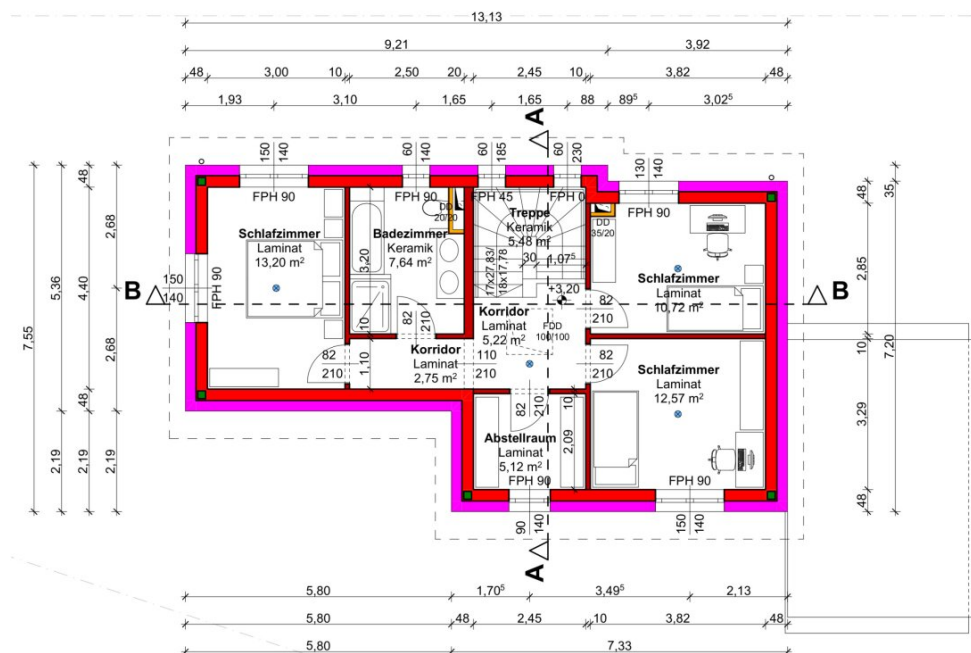 13,13
9,21 3,92
48 3,00 10 2,50 20 2,45 10 3,82 48
1,93 3,10 1,65 1,65 88 89⁵ 3,02⁵
A
150 140
60 140
60 185
60 230
130 140
FPH 90
FPH 90
FPH 45
FPH 0
FPH 90
7,55
5,36
2,19
48
4,40
48
2,19
2,68
2,68
2,19
48
2,85
10
3,29
48
35
7,20
Schlafzimmer
Laminat
13,20 m²
3,20
Badezimmer
Keramik
7,64 m²
DD
20/20
Treppe
Keramik
5,48 m²
30 1,07⁵
17x27,83/
18x17,78
+3,20
DD
35/20
Schlafzimmer
Laminat
10,72 m²
B
B
150
140
FPH 90
82
210
10
82
210
Korridor
Laminat
5,22 m²
FDD
100/100
1,10
Korridor
Laminat
2,75 m²
110
210
82
210
82
210
Schlafzimmer
Laminat
12,57 m²
82
210
10
2,09
Abstellraum
Laminat
5,12 m²
FPH 90
FPH 90
90 140
150 140
A
5,80 1,70⁵ 3,49⁵ 2,13
5,80 48 2,45 10 3,82 48
5,80 7,33